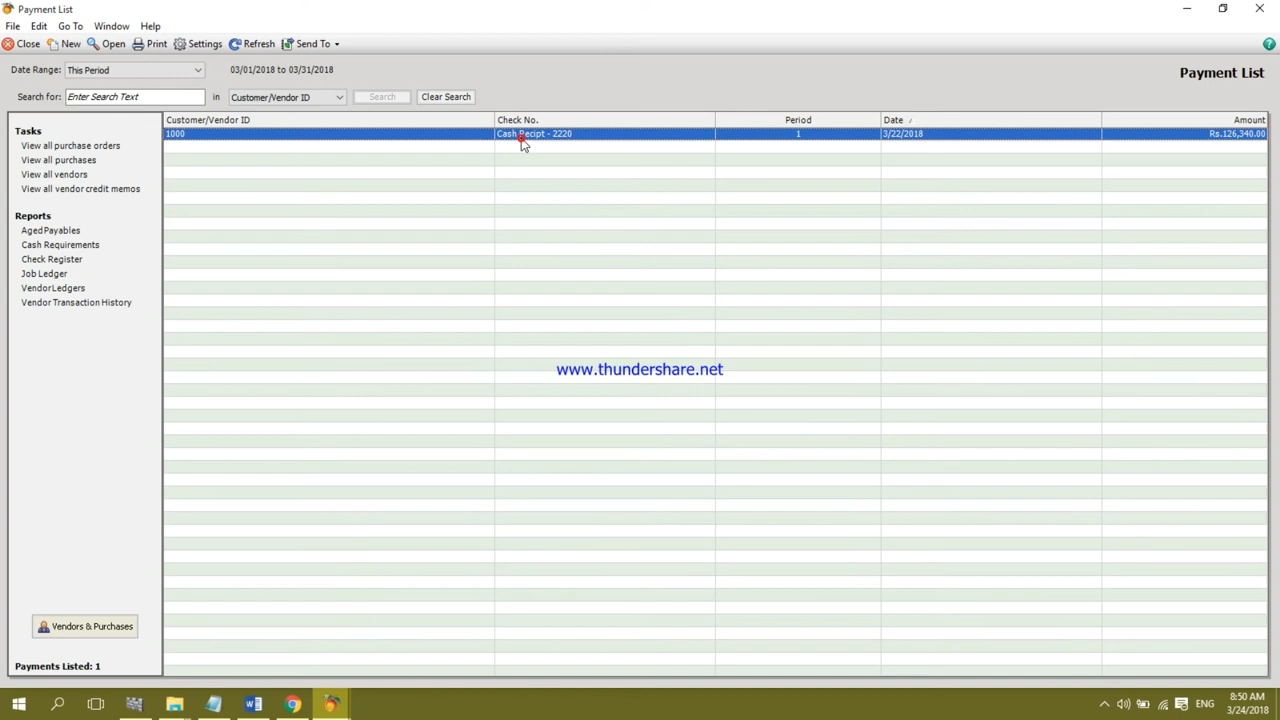 Payment List
File Edit Go To Window Help
Close New Open Print Settings Refresh Send To
Date Range: This Period 03/01/2018 to 03/31/2018
Payment List
Search for: Enter Search Text in Customer/Vendor ID Search Clear Search
Customer/Vendor ID Check No. Period Date Amount
1000 Cash Recipt - 2220 1 3/22/2018 Rs.126,340.00
Tasks
View all purchase orders
View all purchases
View all vendors
View all vendor credit memos
Reports
Aged Payables
Cash Requirements
Check Register
Job Ledger
Vendor Ledgers
Vendor Transaction History
www.thundershare.net
Vendors & Purchases
Payments Listed: 1
ENG
8:50 AM
3/24/2018